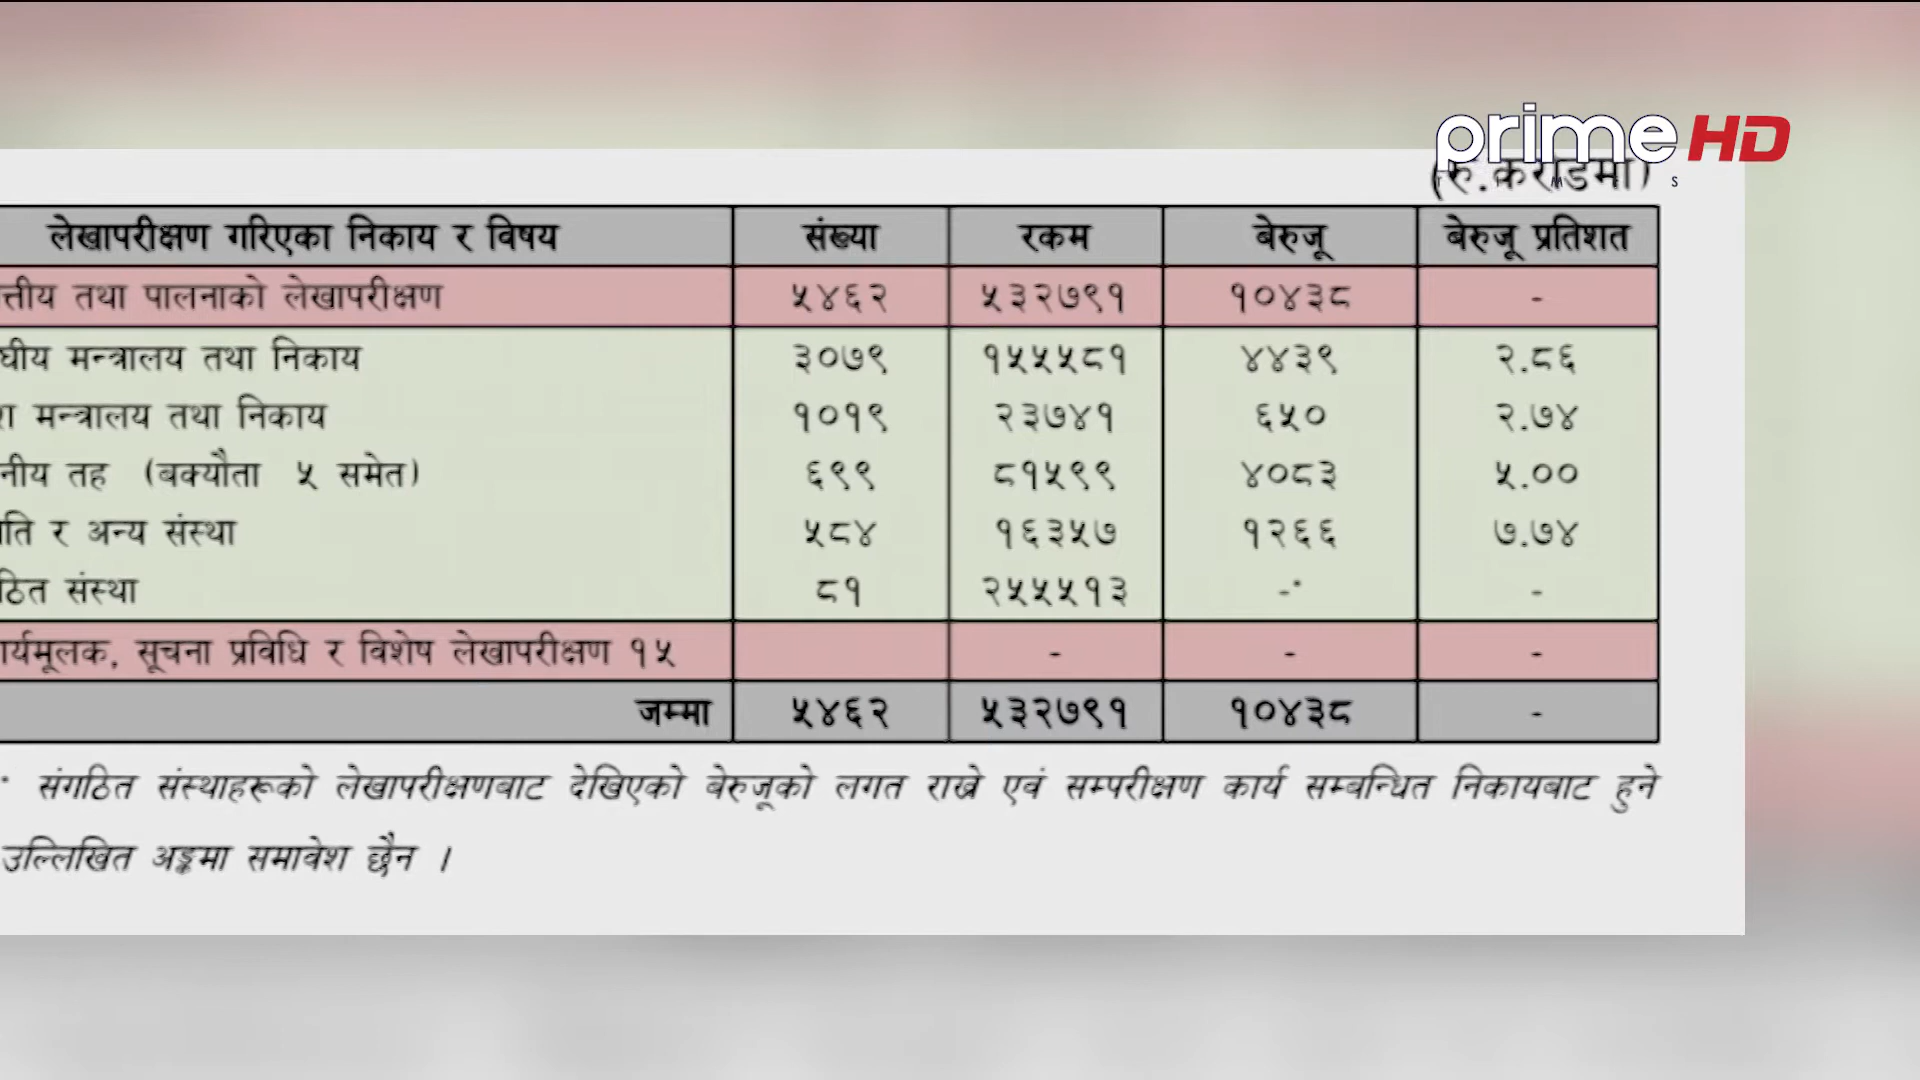 prime HD
(रु.करोडमा)
लेखापरीक्षण गरिएका निकाय र विषय संख्या रकम बेरुजू बेरुजू प्रतिशत
त्तीय तथा पालनाको लेखापरीक्षण ५४६२ ५३२७९१ १०४३८ -
घीय मन्त्रालय तथा निकाय ३०७९ १५५५८१ ४४३९ २.८६
मन्त्रालय तथा निकाय १०१९ २३७४१ ६५० २.७४
नीय तह (बक्यौता ५ समेत) ६९९ ८१५९९ ४०८३ ५.००
ति र अन्य संस्था ५८४ १६३५७ १२६६ ७.७४
ठित संस्था ८१ २५५५१३ -* -
र्यमूलक, सूचना प्रविधि र विशेष लेखापरीक्षण १५ - - -
जम्मा ५४६२ ५३२७९१ १०४३८ -
* संगठित संस्थाहरूको लेखापरीक्षणबाट देखिएको बेरुजूको लगत राख्ने एवं सम्परीक्षण कार्य सम्बन्धित निकायबाट हुने
उल्लिखित अङ्कमा समावेश छैन ।